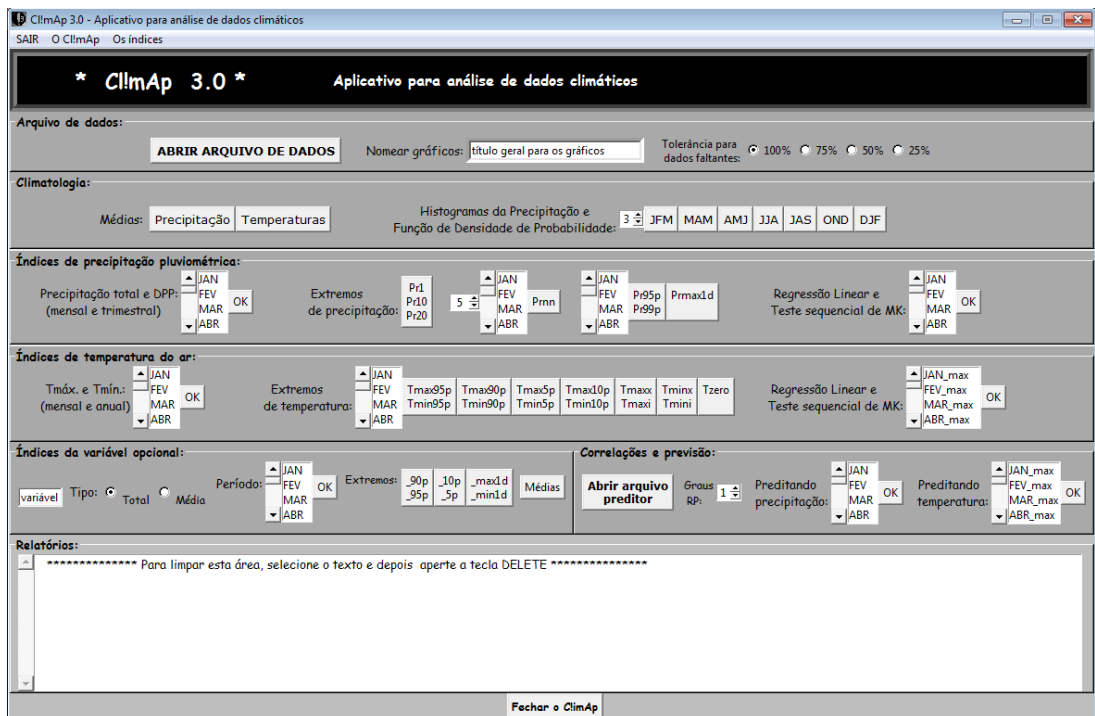 Cl!mAp 3.0 - Aplicativo para análise de dados climáticos
SAIR O Cl!mAp Os índices
* Cl!mAp 3.0 * Aplicativo para análise de dados climáticos
Arquivo de dados:
ABRIR ARQUIVO DE DADOS
Nomear gráficos: título geral para os gráficos
Tolerância para
dados faltantes:
100% 75% 50% 25%
Climatologia:
Médias: Precipitação Temperaturas
Histogramas da Precipitação e
Função de Densidade de Probabilidade:
3 JFM MAM AMJ JJA JAS OND DJF
Índices de precipitação pluviométrica:
Precipitação total e DPP:
(mensal e trimestral)
JAN
FEV
MAR
ABR
OK
Extremos
de precipitação:
Pr1
Pr10
Pr20
5
JAN
FEV
MAR
ABR
Prnn
JAN
FEV
MAR
ABR
Pr95p
Pr99p
Prmax1d
Regressão Linear e
Teste sequencial de MK:
JAN
FEV
MAR
ABR
OK
Índices de temperatura do ar:
Tmáx. e Tmín.:
(mensal e anual)
JAN
FEV
MAR
ABR
OK
Extremos
de temperatura:
JAN
FEV
MAR
ABR
Tmax95p
Tmin95p
Tmax90p
Tmin90p
Tmax5p
Tmin5p
Tmax10p
Tmin10p
Tmaxx
Tmaxi
Tminx
Tmini
Tzero
Regressão Linear e
Teste sequencial de MK:
JAN_max
FEV_max
MAR_max
ABR_max
OK
Índices da variável opcional:
variável
Tipo: Total Média
Período:
JAN
FEV
MAR
ABR
OK
Extremos:
_90p
_95p
_10p
_5p
_max1d
_min1d
Médias
Correlações e previsão:
Abrir arquivo
preditor
Graus
RP:
1
Preditando
precipitação:
JAN
FEV
MAR
ABR
OK
Preditando
temperatura:
JAN_max
FEV_max
MAR_max
ABR_max
OK
Relatórios:
************** Para limpar esta área, selecione o texto e depois aperte a tecla DELETE ***************
Fechar o Cl!mAp